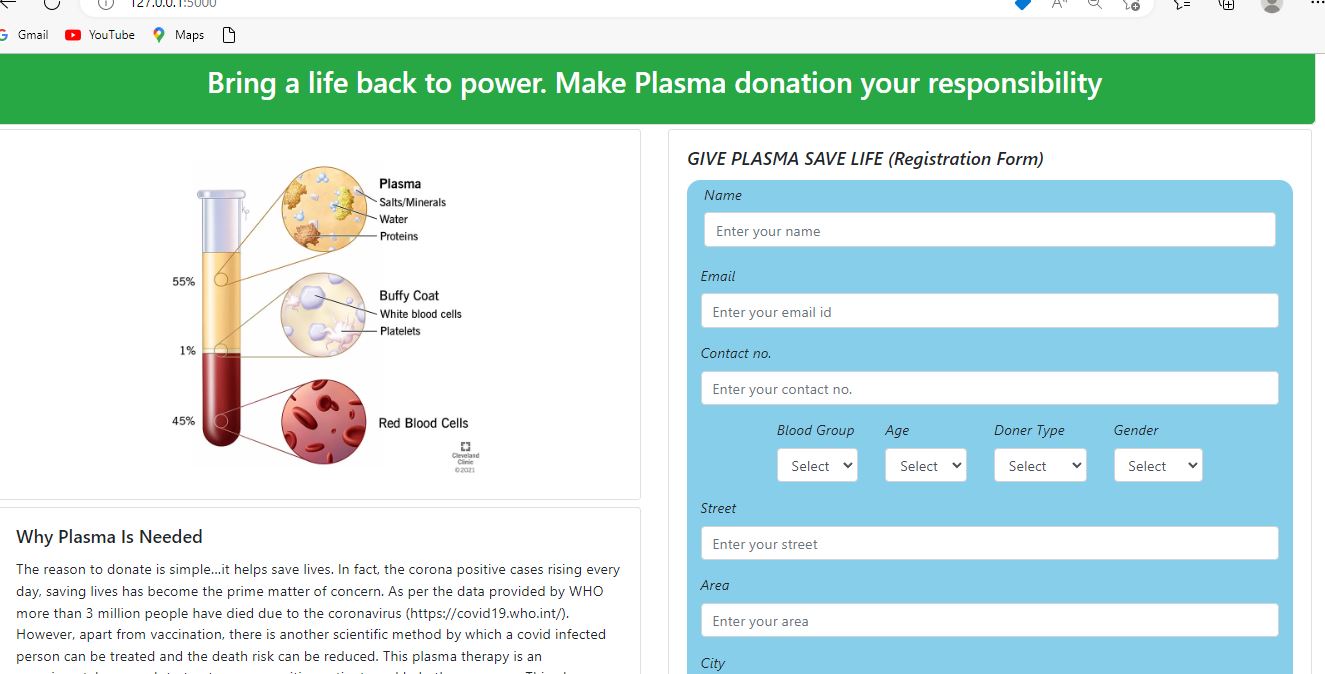 127.0.0.1:5000
Gmail YouTube Maps
Bring a life back to power. Make Plasma donation your responsibility
Plasma
Salts/Minerals
Water
Proteins
55%
Buffy Coat
White blood cells
Platelets
1%
45%
Red Blood Cells
Cleveland
Clinic
©2021
Why Plasma Is Needed
The reason to donate is simple...it helps save lives. In fact, the corona positive cases rising every
day, saving lives has become the prime matter of concern. As per the data provided by WHO
more than 3 million people have died due to the coronavirus (https://covid19.who.int/).
However, apart from vaccination, there is another scientific method by which a covid infected
person can be treated and the death risk can be reduced. This plasma therapy is an
GIVE PLASMA SAVE LIFE (Registration Form)
Name
Enter your name
Email
Enter your email id
Contact no.
Enter your contact no.
Blood Group Age Doner Type Gender
Select Select Select Select
Street
Enter your street
Area
Enter your area
City